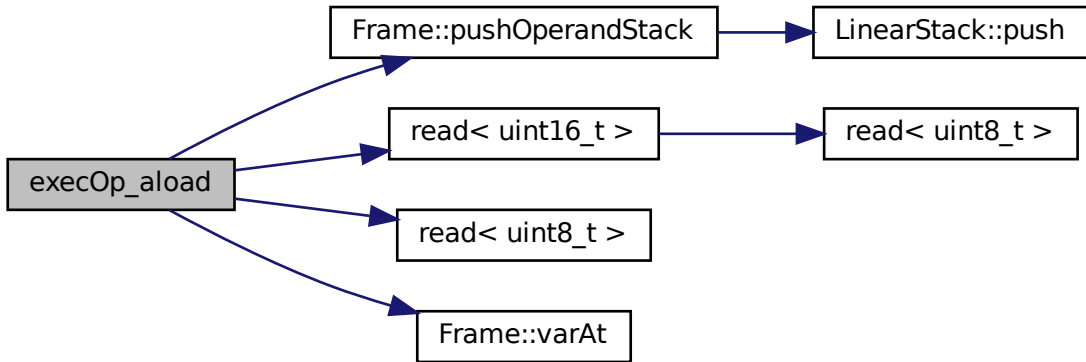 Frame::pushOperandStack
LinearStack::push
read< uint16_t >
read< uint8_t >
execOp_aload
read< uint8_t >
Frame::varAt